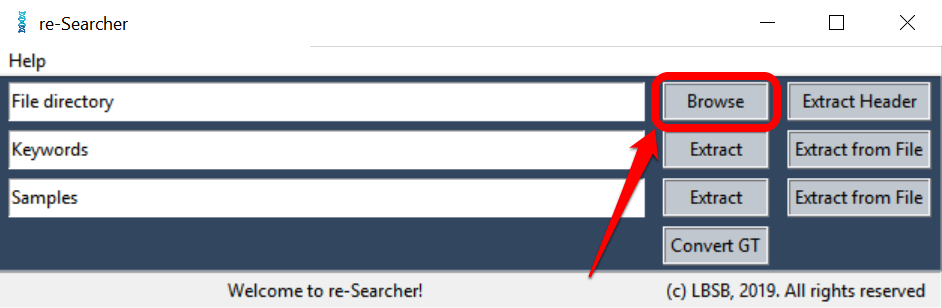 re-Searcher
Help
File directory Browse Extract Header
Keywords Extract Extract from File
Samples Extract Extract from File
Convert GT
Welcome to re-Searcher! (c) LBSB, 2019. All rights reserved